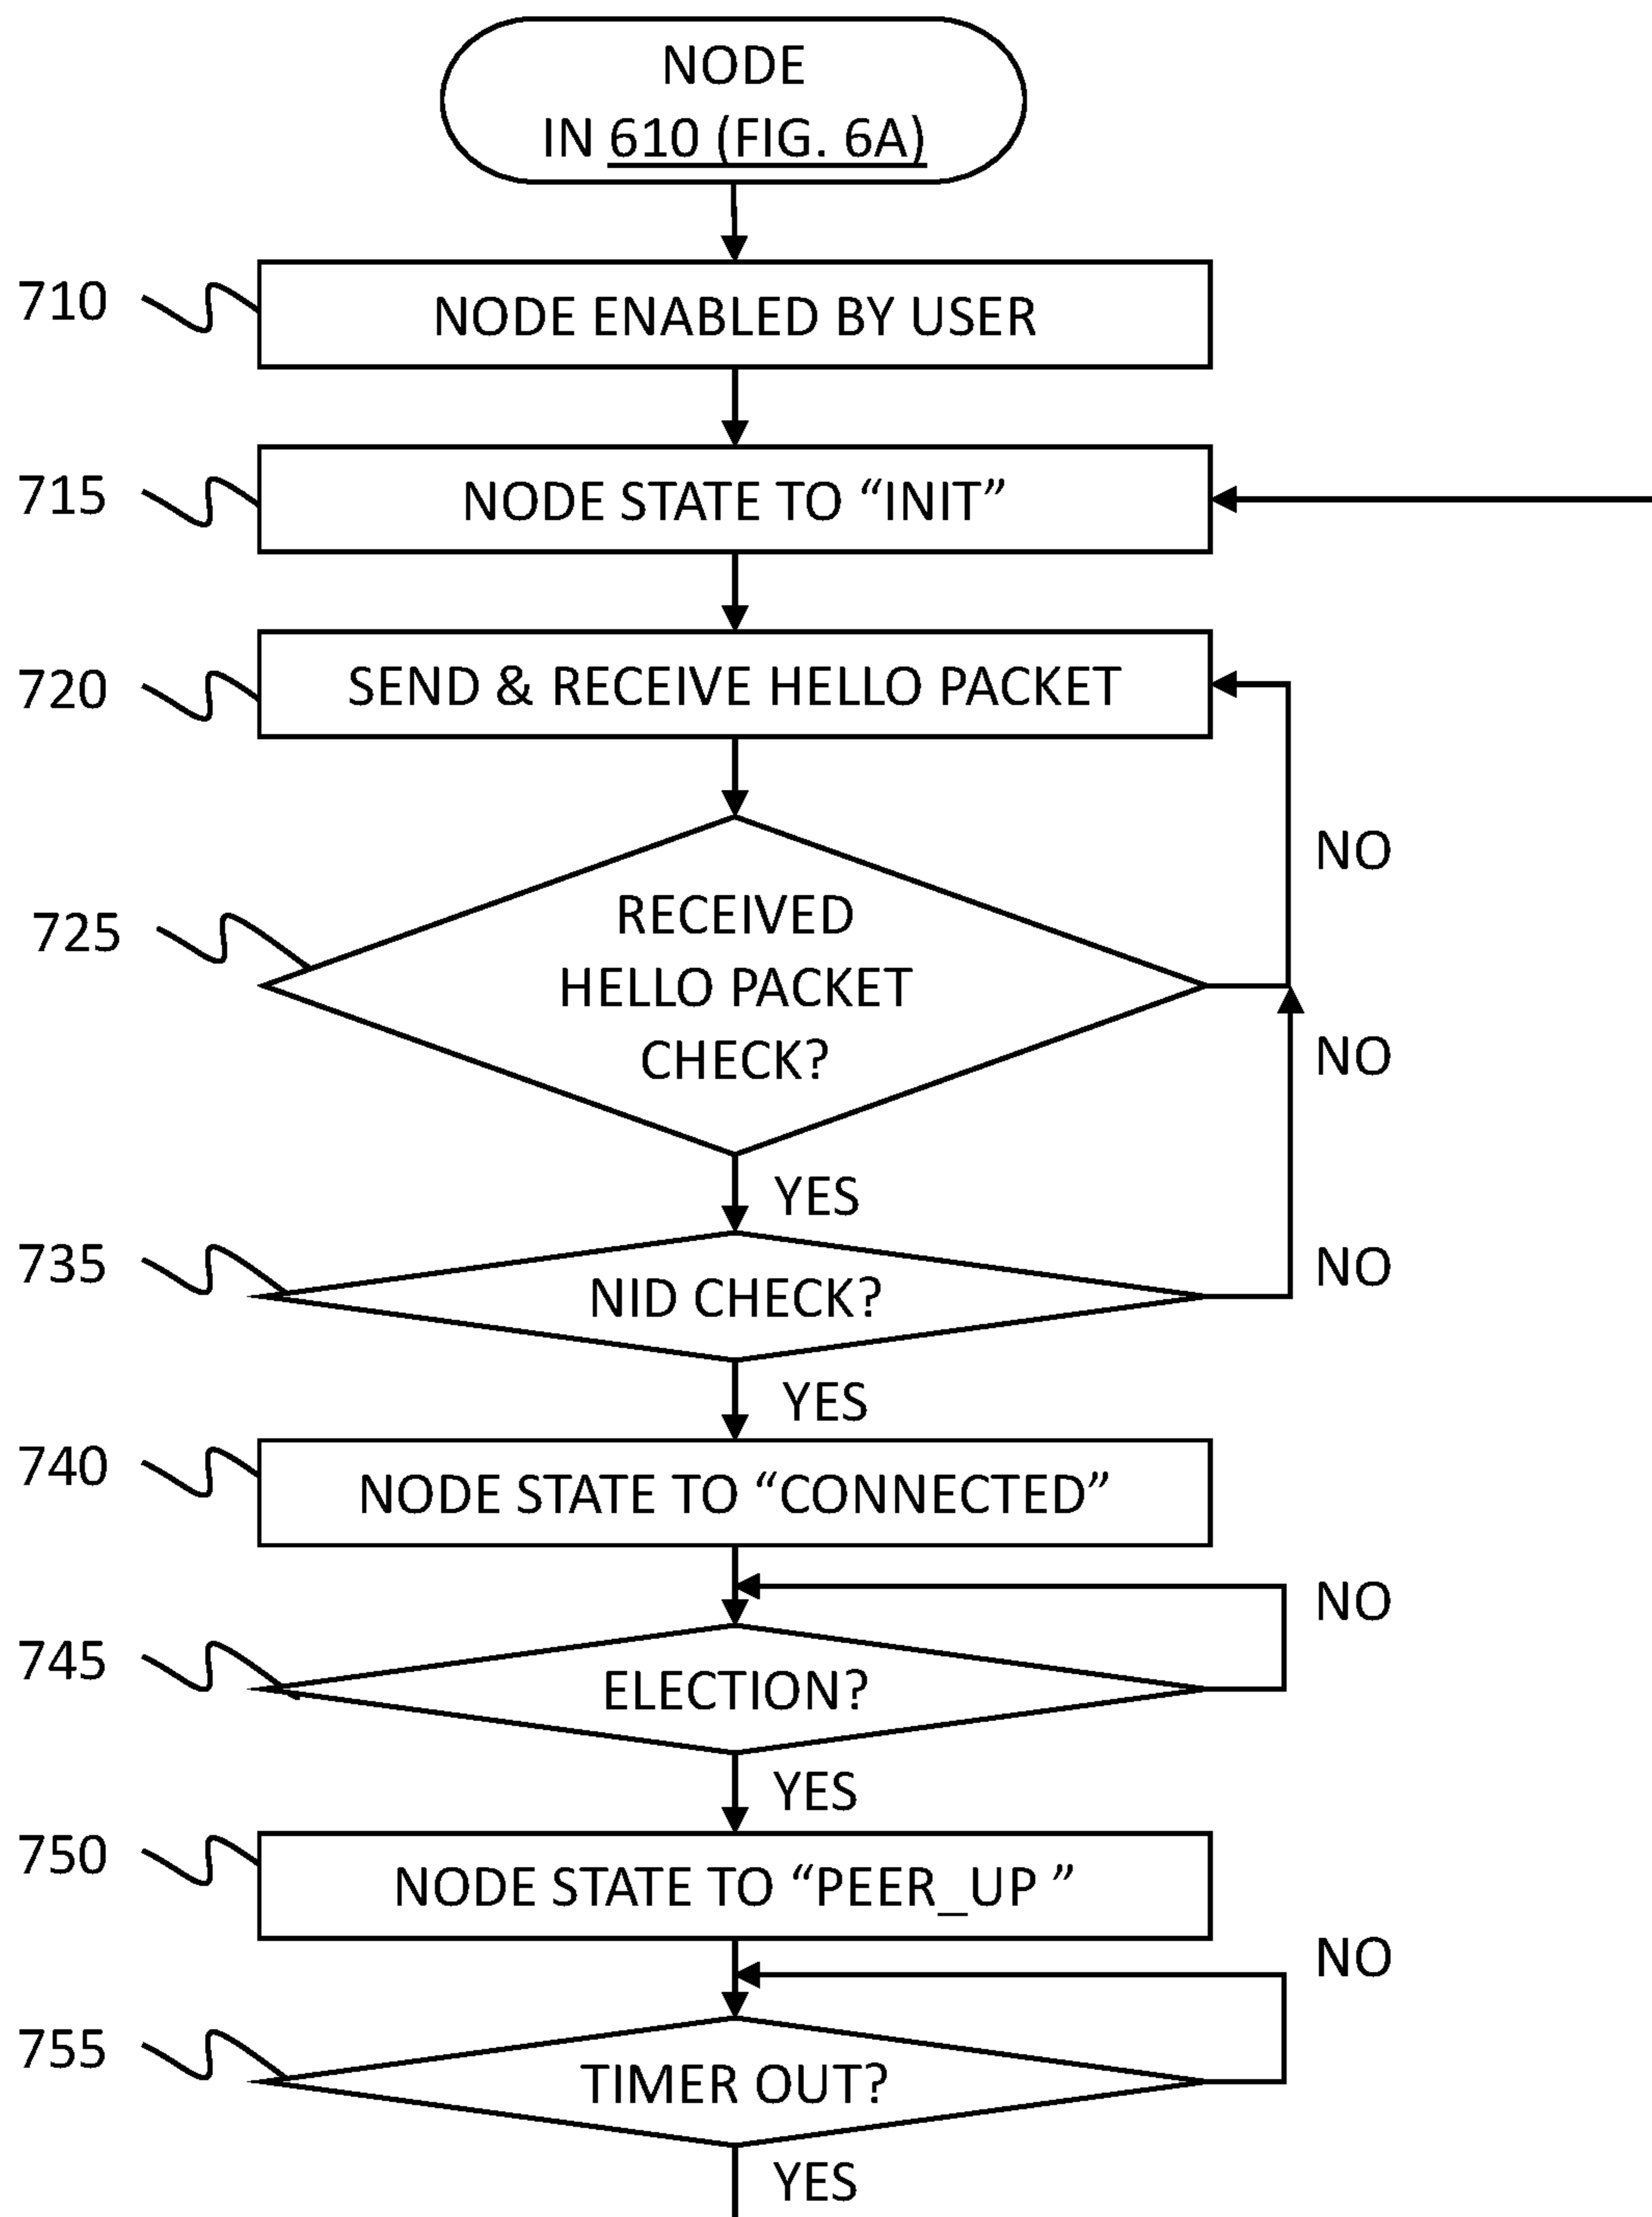 NODE
IN 610 (FIG. 6A)
710
NODE ENABLED BY USER
715
NODE STATE TO “INIT”
720
SEND & RECEIVE HELLO PACKET
NO
725
RECEIVED
HELLO PACKET
CHECK?
NO
YES
735
NID CHECK?
NO
YES
740
NODE STATE TO “CONNECTED”
NO
745
ELECTION?
YES
750
NODE STATE TO “PEER_UP ”
NO
755
TIMER OUT?
YES